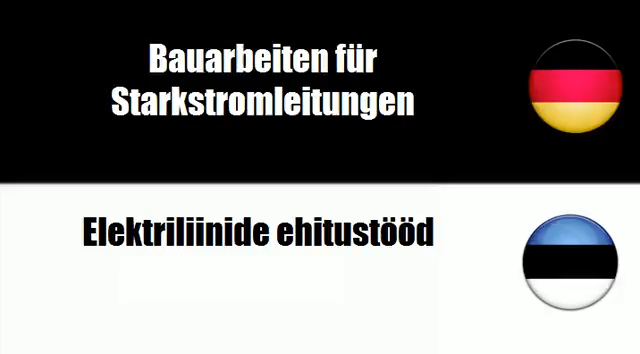 Bauarbeiten für
Starkstromleitungen
Elektriliinide ehitustööd